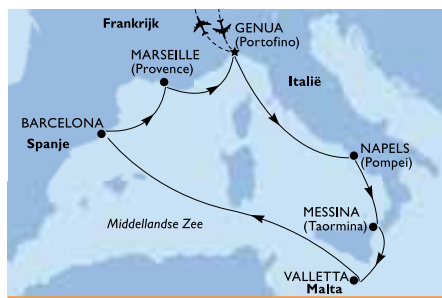 Frankrijk
GENUA
(Portofino)
MARSEILLE
(Provence)
Italië
BARCELONA
Spanje
NAPELS
(Pompei)
MESSINA
(Taormina)
Middellandse Zee
VALLETTA
Malta